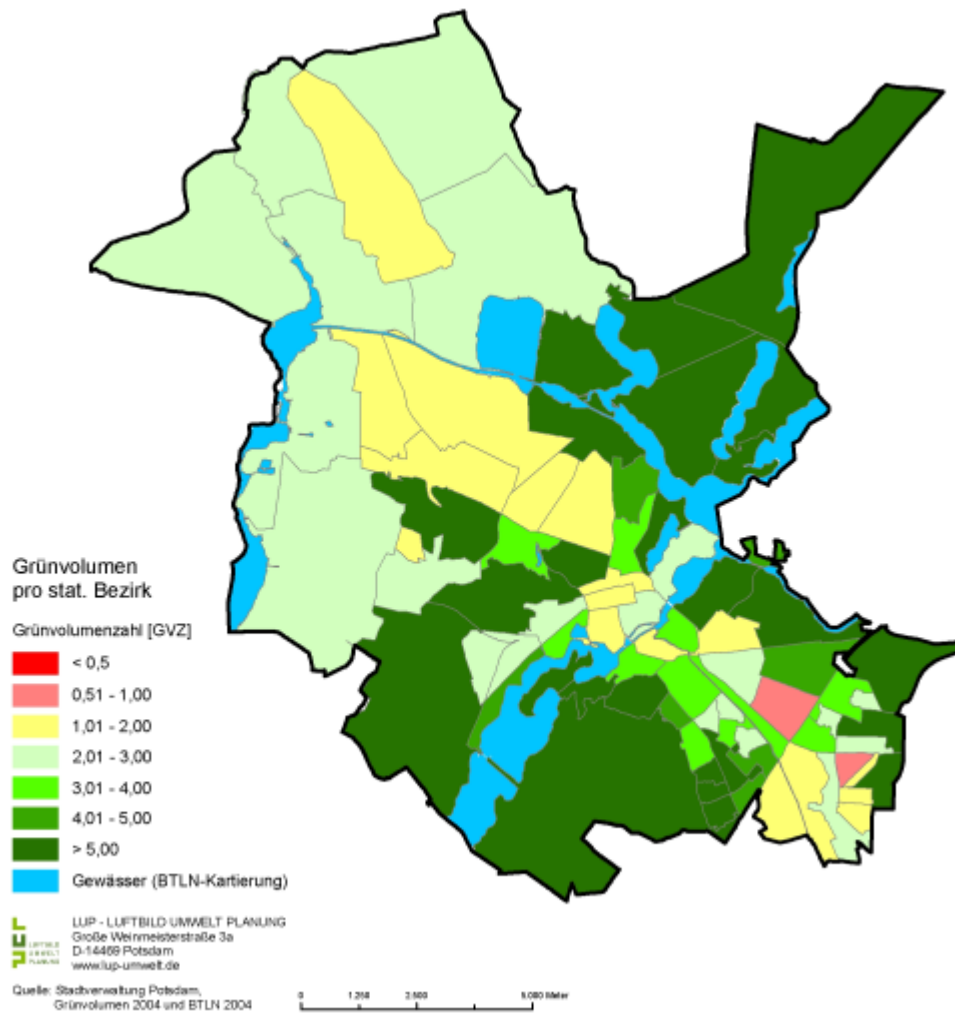 Grünvolumen
pro stat. Bezirk
Grünvolumenzahl [GVZ]
< 0,5
0,51 - 1,00
1,01 - 2,00
2,01 - 3,00
3,01 - 4,00
4,01 - 5,00
> 5,00
Gewässer (BTLN-Kartierung)
LUFTBILD
UMWELT
PLANUNG
LUP - LUFTBILD UMWELT PLANUNG
Große Weinmeisterstraße 3a
D-14469 Potsdam
www.lup-umwelt.de
Quelle: Stadtverwaltung Potsdam,
Grünvolumen 2004 und BTLN 2004
0 1.250 2.500 5.000 Meter